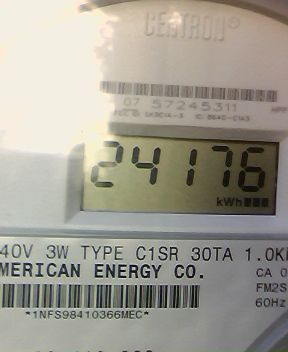 CENTRON®
07 57245311
24176
kWh
40V 3W TYPE C1SR 30TA 1.0K
MERICAN ENERGY CO.
CA 0
FM2S
60Hz
*1NFS98410366MEC*